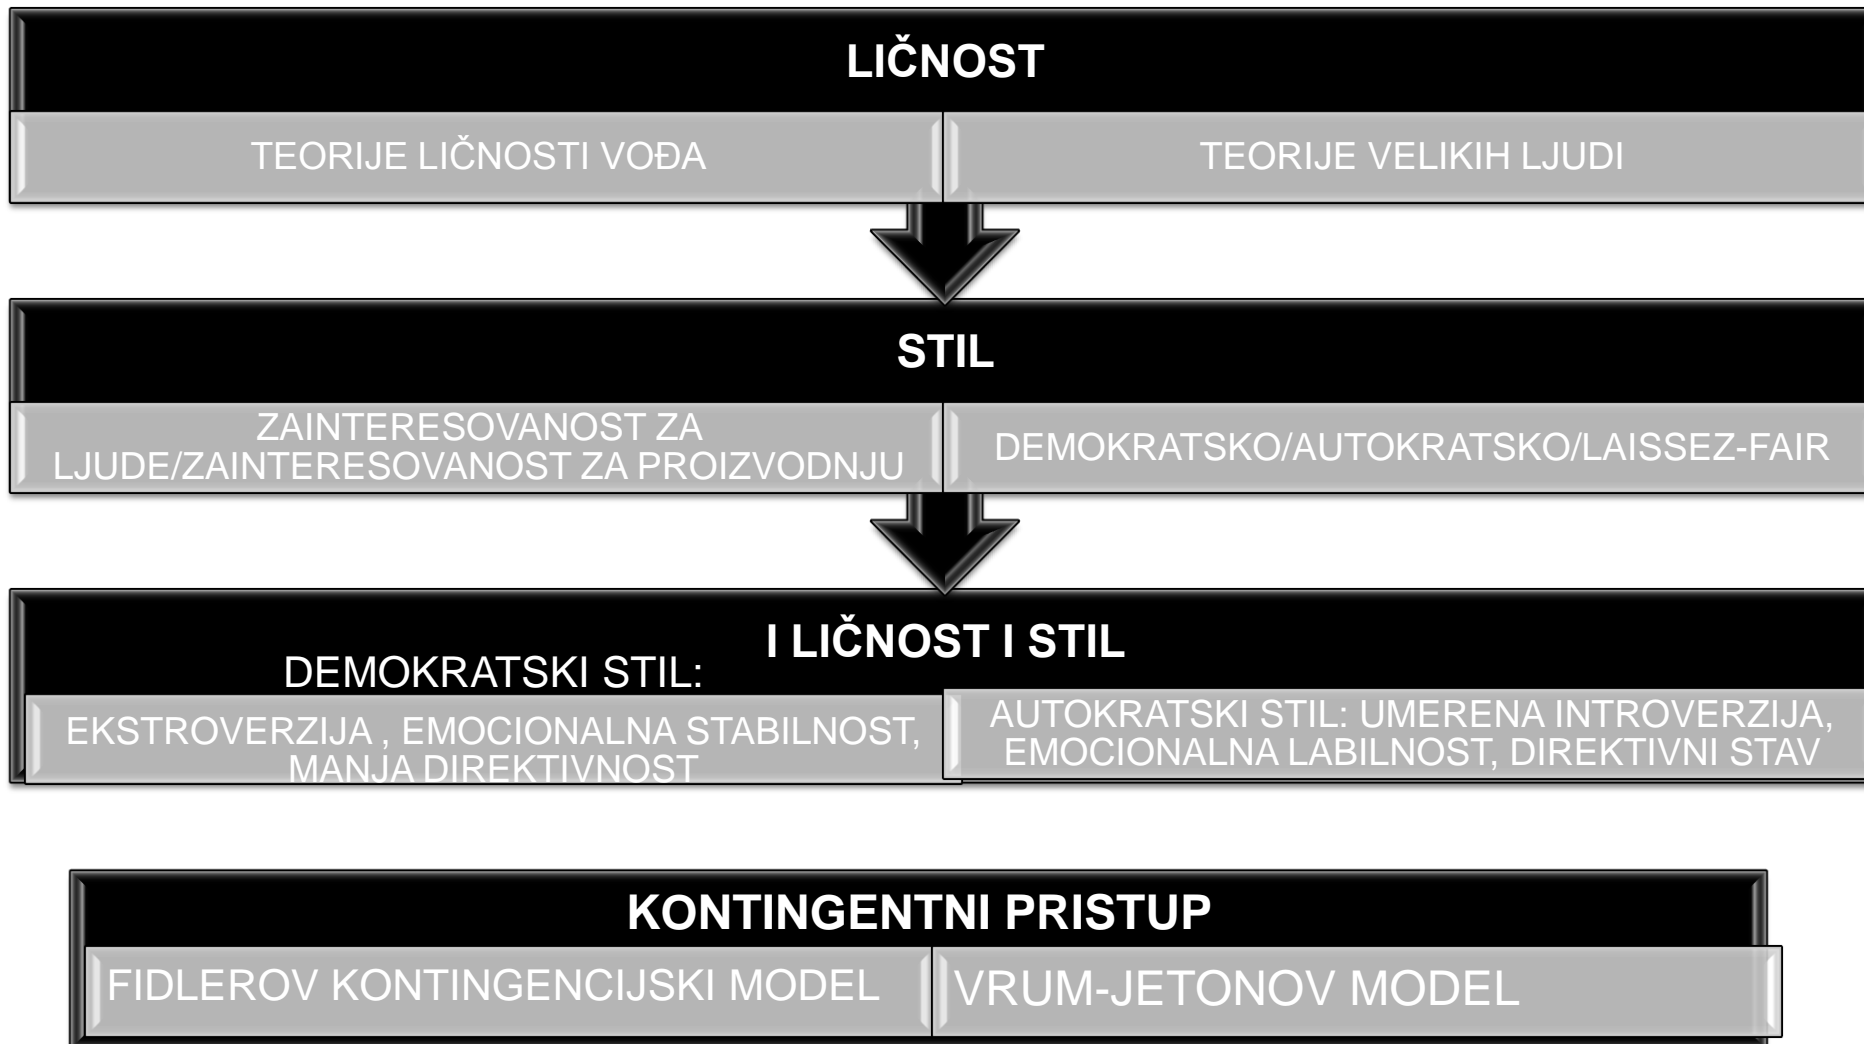 LIČNOST
TEORIJE LIČNOSTI VOĐA
TEORIJE VELIKIH LJUDI
STIL
ZAINTERESOVANOST ZA
LJUDE/ZAINTERESOVANOST ZA PROIZVODNJU
DEMOKRATSKO/AUTOKRATSKO/LAISSEZ-FAIR
I LIČNOST I STIL
DEMOKRATSKI STIL:
EKSTROVERZIJA , EMOCIONALNA STABILNOST,
MANJA DIREKTIVNOST
AUTOKRATSKI STIL: UMERENA INTROVERZIJA,
EMOCIONALNA LABILNOST, DIREKTIVNI STAV
KONTINGENTNI PRISTUP
FIDLEROV KONTINGENCIJSKI MODEL
VRUM-JETONOV MODEL